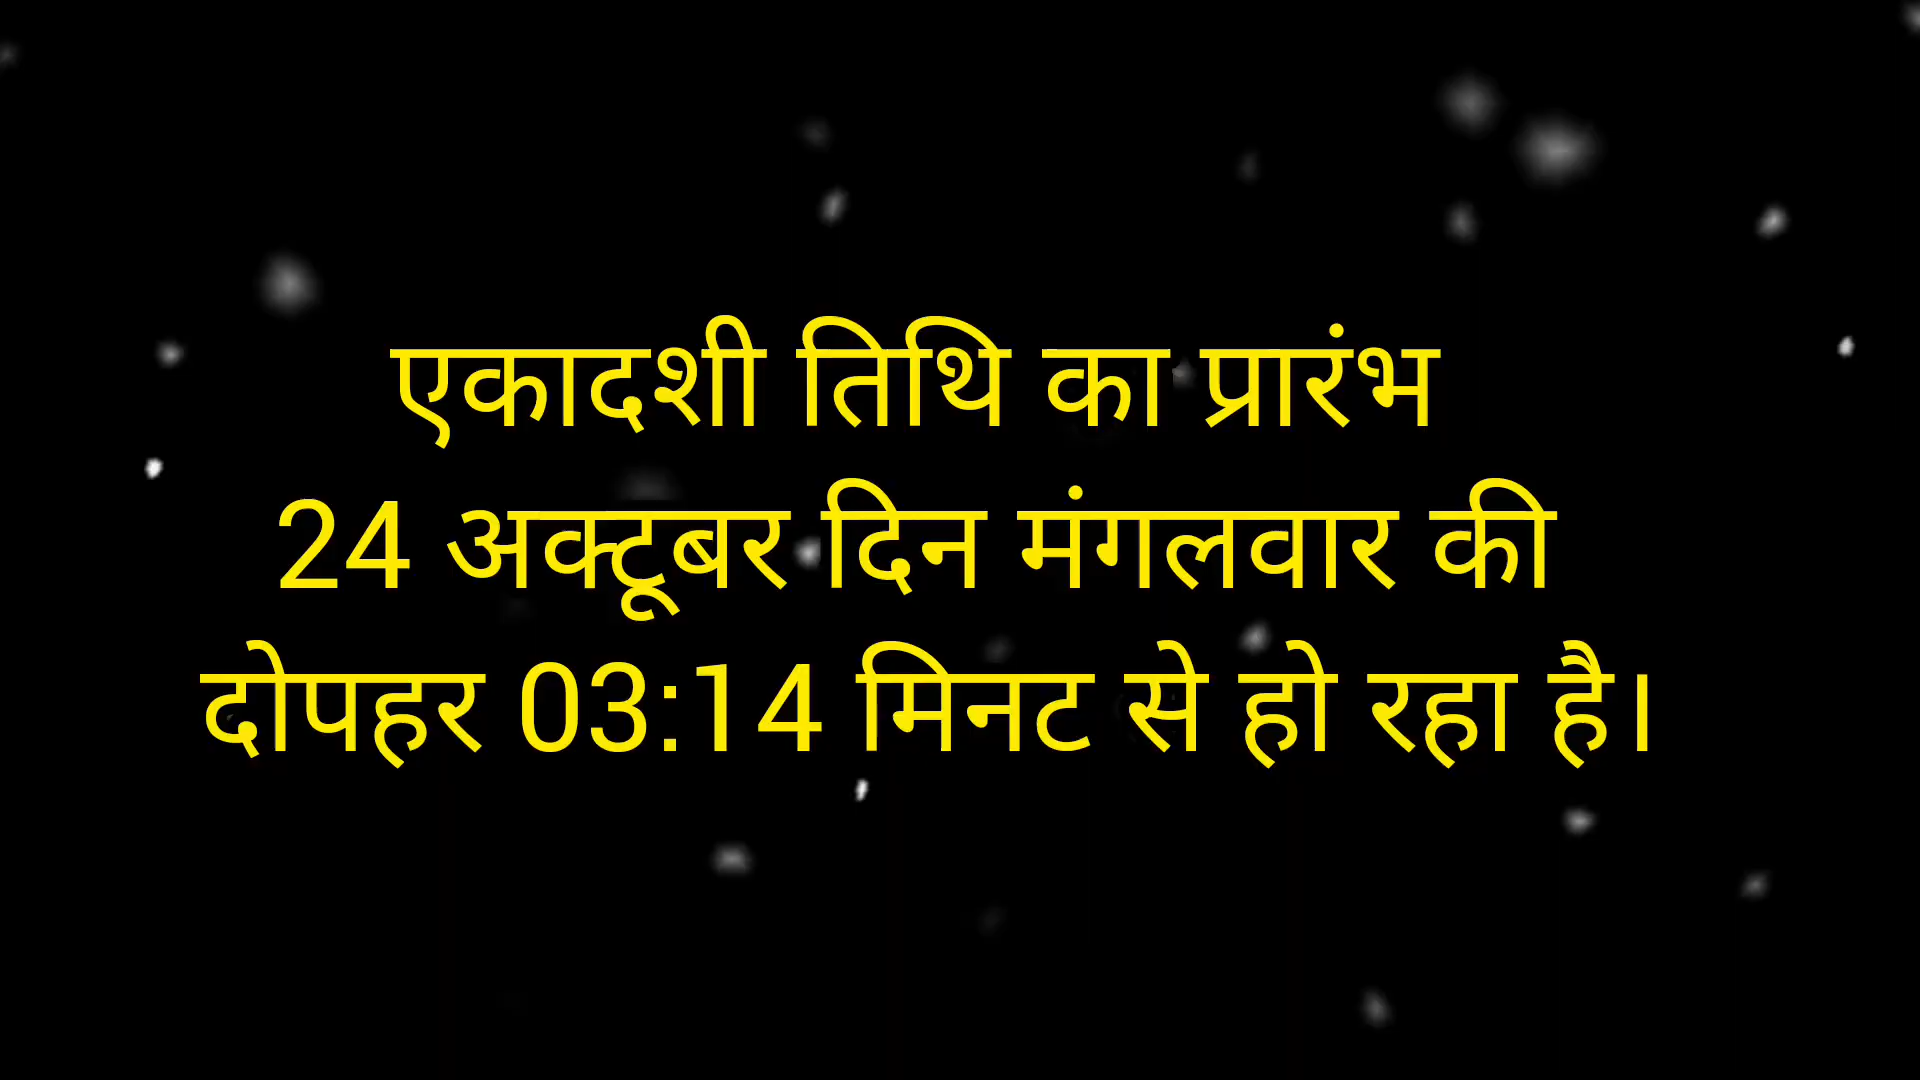 एकादशी तिथि का प्रारंभ
24 अक्टूबर दिन मंगलवार की
दोपहर 03:14 मिनट से हो रहा है।